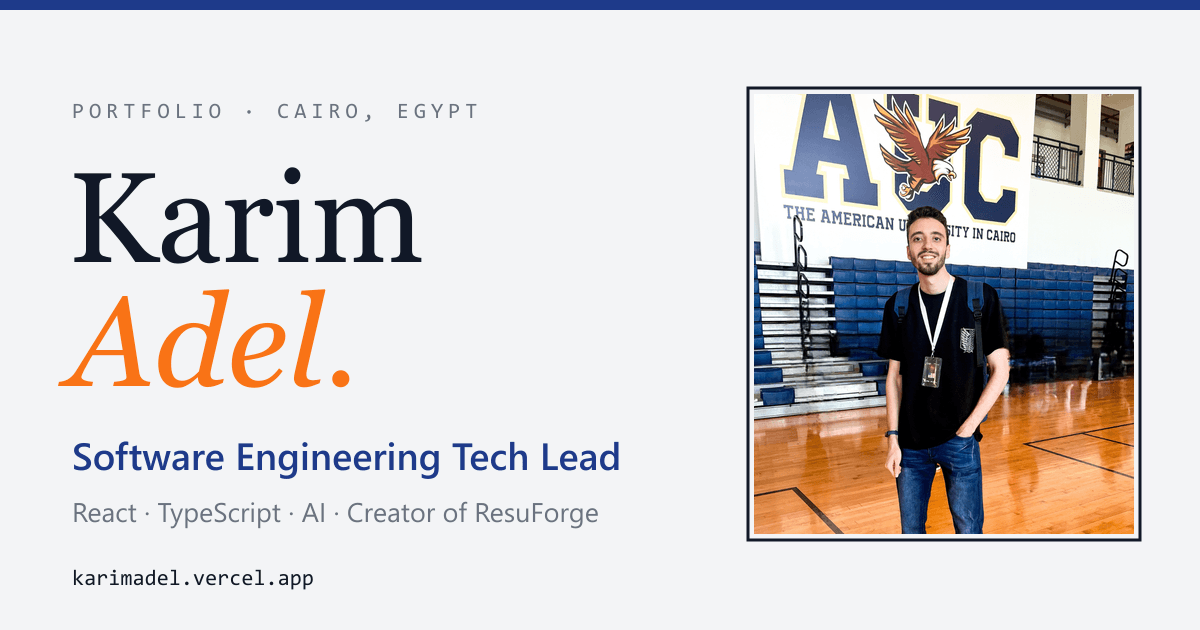 PORTFOLIO · CAIRO, EGYPT
Karim
Adel.
Software Engineering Tech Lead
React · TypeScript · AI · Creator of ResuForge
karimadel.vercel.app
AUC
THE AMERICAN U SITY IN CAIRO